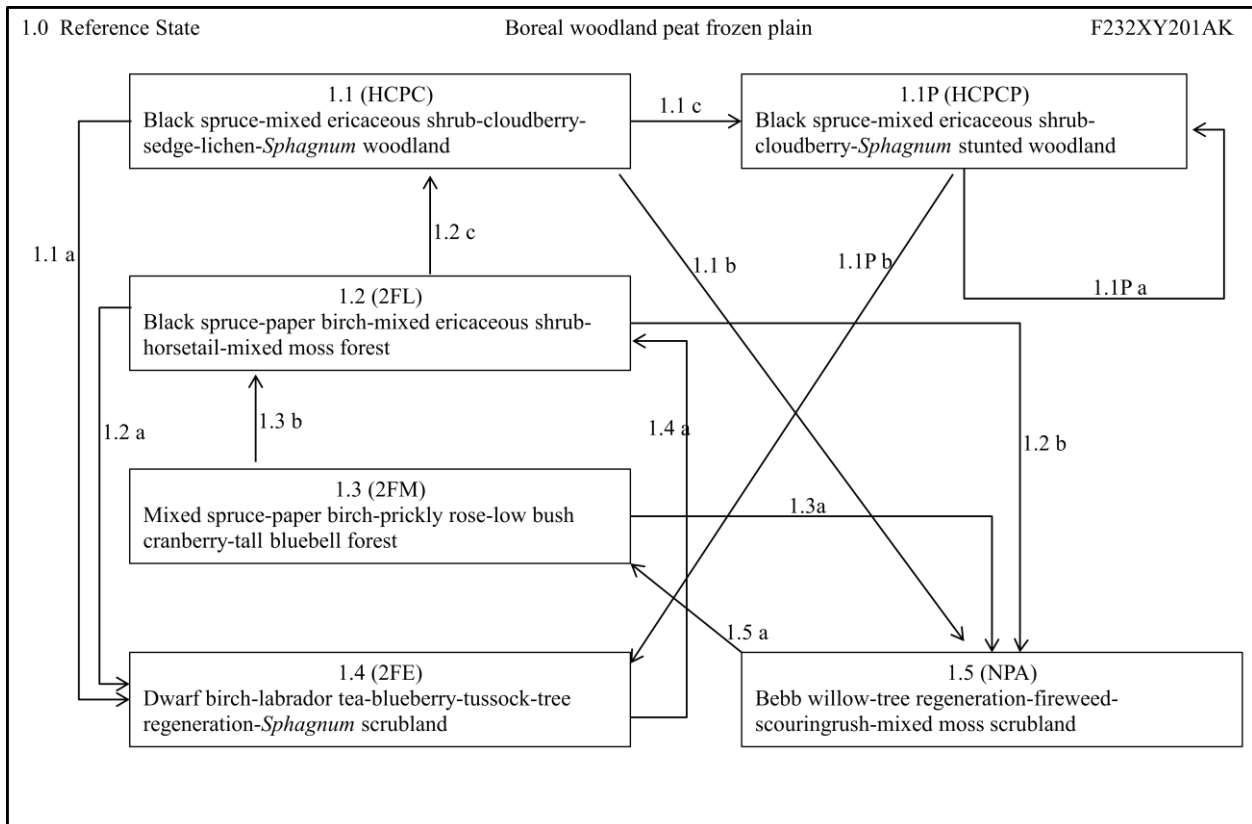 1.0 Reference State
Boreal woodland peat frozen plain
F232XY201AK
1.1 (HCPC)
Black spruce-mixed ericaceous shrub-cloudberry-
sedge-lichen-Sphagnum woodland
1.1 c
1.1P (HCPCP)
Black spruce-mixed ericaceous shrub-
cloudberry-Sphagnum stunted woodland
1.1 a
1.2 c
1.1 b
1.1P b
1.1P a
1.2 (2FL)
Black spruce-paper birch-mixed ericaceous shrub-
horsetail-mixed moss forest
1.2 a
1.3 b
1.4 a
1.2 b
1.3 (2FM)
Mixed spruce-paper birch-prickly rose-low bush
cranberry-tall bluebell forest
1.3a
1.5 a
1.4 (2FE)
Dwarf birch-labrador tea-blueberry-tussock-tree
regeneration-Sphagnum scrubland
1.5 (NPA)
Bebb willow-tree regeneration-fireweed-
scouringrush-mixed moss scrubland